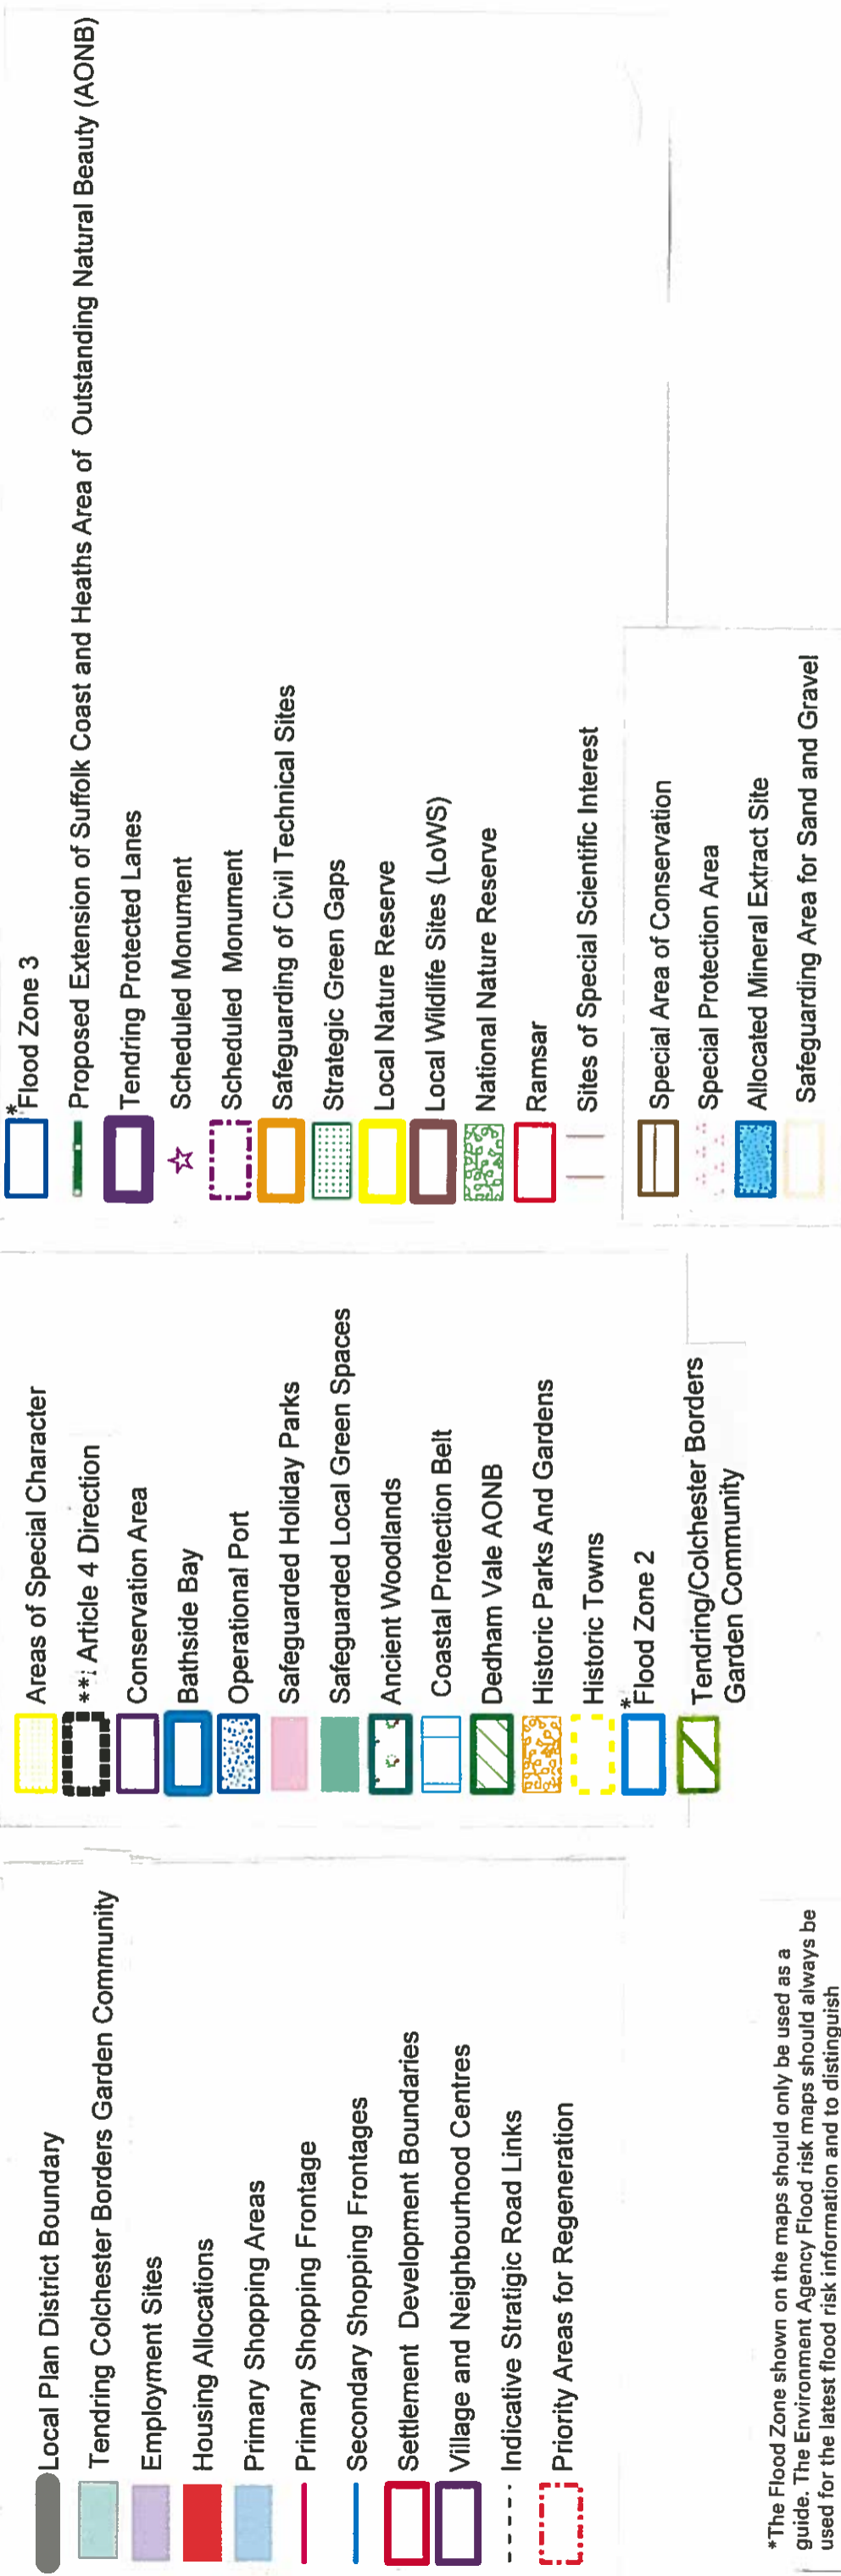 Local Plan District Boundary
Tendring Colchester Borders Garden Community
Employment Sites
Housing Allocations
Primary Shopping Areas
Primary Shopping Frontage
Secondary Shopping Frontages
Settlement Development Boundaries
Village and Neighbourhood Centres
Indicative Stratigic Road Links
Priority Areas for Regeneration
*The Flood Zone shown on the maps should only be used as a
guide. The Environment Agency Flood risk maps should always be
used for the latest flood risk information and to distinguish
Areas of Special Character
** Article 4 Direction
Conservation Area
Bathside Bay
Operational Port
Safeguarded Holiday Parks
Safeguarded Local Green Spaces
Ancient Woodlands
Coastal Protection Belt
Dedham Vale AONB
Historic Parks And Gardens
Historic Towns
*Flood Zone 2
Tendring/Colchester Borders
Garden Community
*Flood Zone 3
Proposed Extension of Suffolk Coast and Heaths Area of Outstanding Natural Beauty (AONB)
Tendring Protected Lanes
Scheduled Monument
Scheduled Monument
Safeguarding of Civil Technical Sites
Strategic Green Gaps
Local Nature Reserve
Local Wildlife Sites (LoWS)
National Nature Reserve
Ramsar
Sites of Special Scientific Interest
Special Area of Conservation
Special Protection Area
Allocated Mineral Extract Site
Safeguarding Area for Sand and Gravel